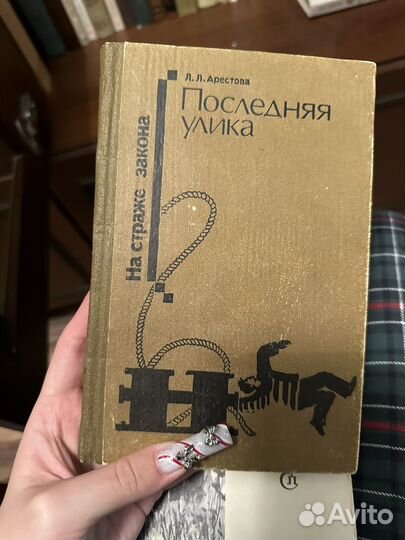 Л. Л. Арестова
Последняя
улика
На страже закона
Avito